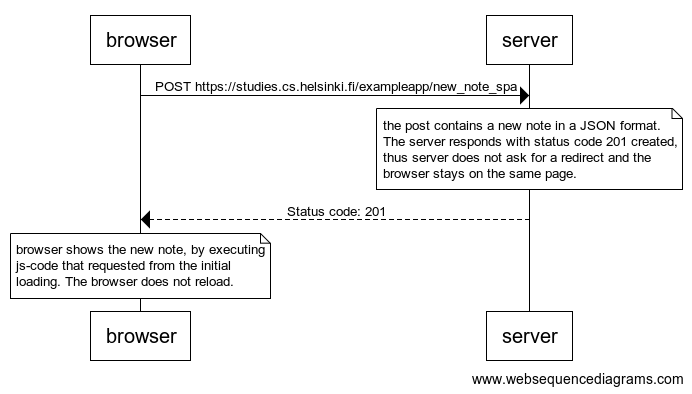 browser
server
POST https://studies.cs.helsinki.fi/exampleapp/new_note_spa
the post contains a new note in a JSON format.
The server responds with status code 201 created,
thus server does not ask for a redirect and the
browser stays on the same page.
Status code: 201
browser shows the new note, by executing
js-code that requested from the initial
loading. The browser does not reload.
browser
server
www.websequencediagrams.com